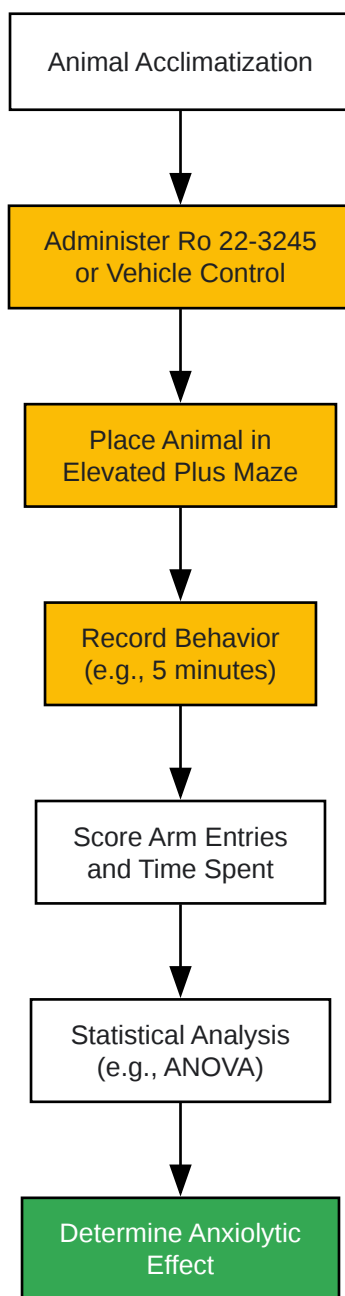 Animal Acclimatization
Administer Ro 22-3245
or Vehicle Control
Place Animal in
Elevated Plus Maze
Record Behavior
(e.g., 5 minutes)
Score Arm Entries
and Time Spent
Statistical Analysis
(e.g., ANOVA)
Determine Anxiolytic
Effect